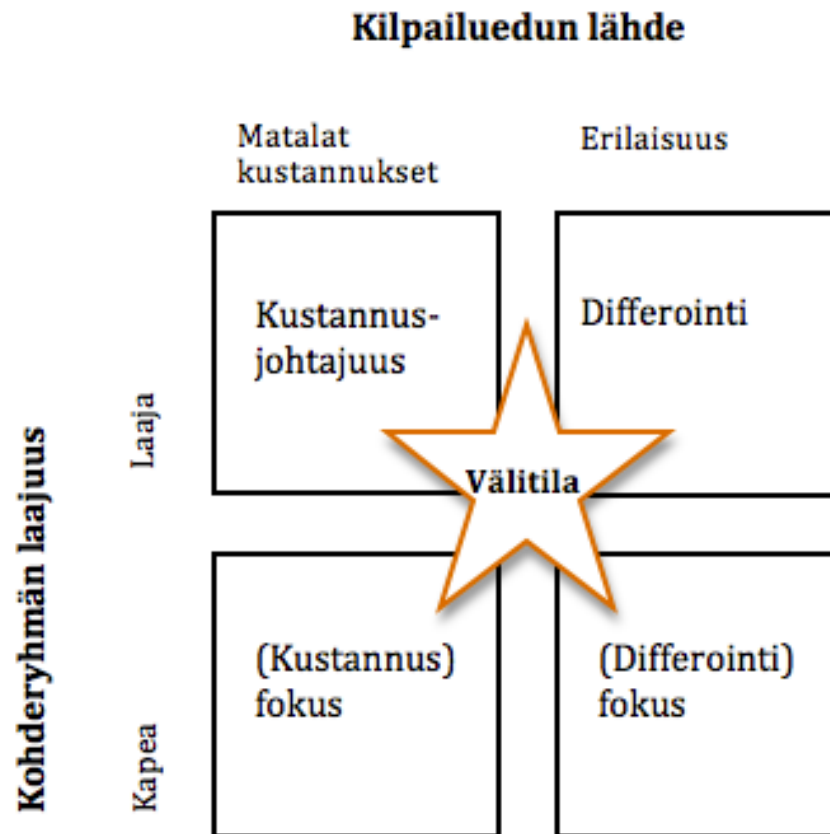 Kilpailuedun lähde
Matalat
kustannukset
Erilaisuus
Kustannus-
johtajuus
Differointi
Laaja
Välitila
Kohderyhmän laajuus
(Kustannus)
fokus
(Differointi)
fokus
Kapea